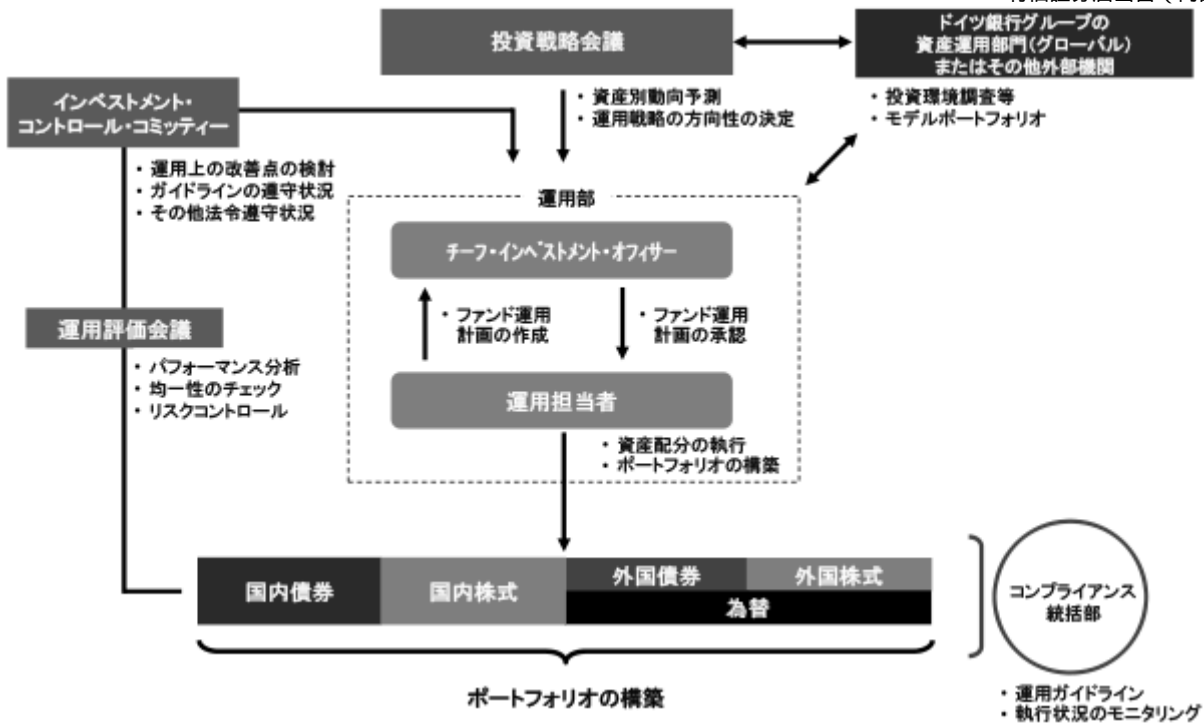 投資戦略会議
ドイツ銀行グループの
資産運用部門(グローバル)
またはその他外部機関
インベストメント・
コントロール・コミッティー
・ 資産別動向予測
・ 運用戦略の方向性の決定
・ 投資環境調査等
・ モデルポートフォリオ
・ 運用上の改善点の検討
・ ガイドラインの遵守状況
・ その他法令遵守状況
運用部
チーフ・インベストメント・オフィサー
・ ファンド運用
計画の作成
・ ファンド運用
計画の承認
運用評価会議
・ パフォーマンス分析
・ 均一性のチェック
・ リスクコントロール
運用担当者
・ 資産配分の執行
・ ポートフォリオの構築
国内債券
国内株式
外国債券
外国株式
為替
コンプライアンス
統括部
ポートフォリオの構築
・ 運用ガイドライン
・ 執行状況のモニタリング